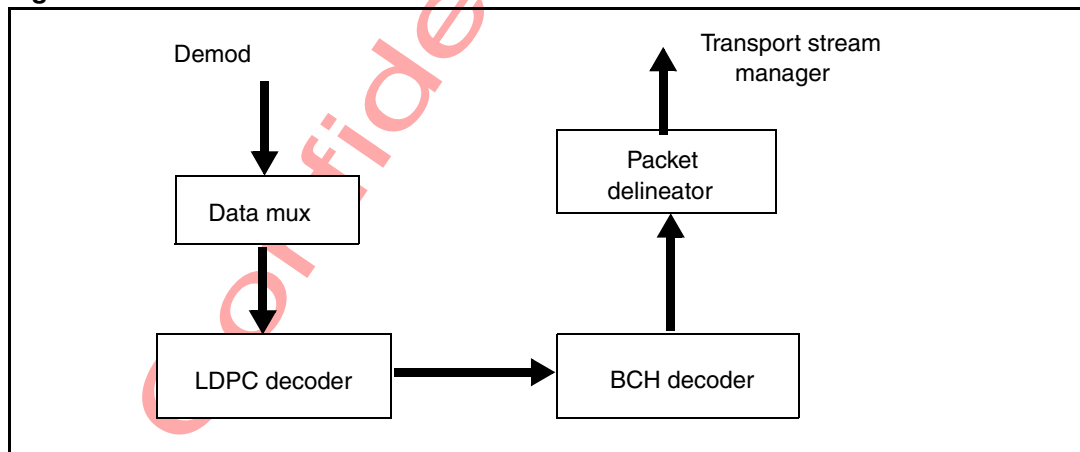 Demod
Transport stream
manager
Packet
delineator
Data mux
LDPC decoder
BCH decoder